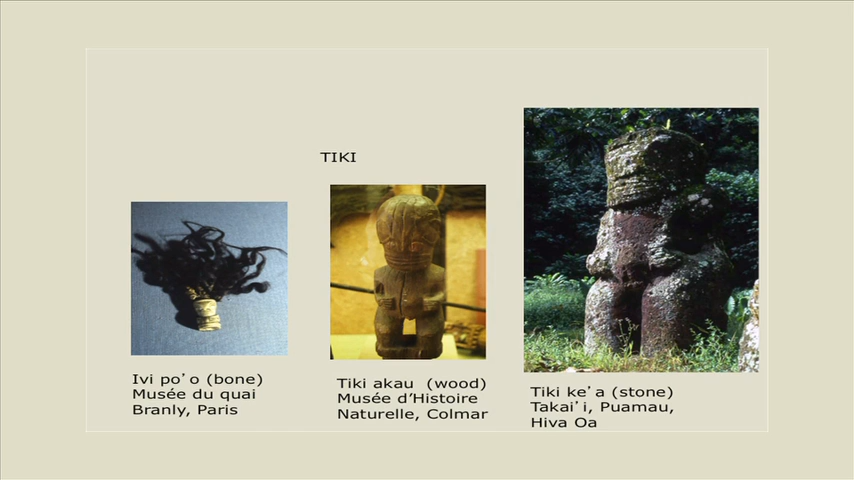 TIKI
Ivi po’o (bone)
Musée du quai
Branly, Paris
Tiki akau (wood)
Musée d’Histoire
Naturelle, Colmar
Tiki ke’a (stone)
Takai’i, Puamau,
Hiva Oa